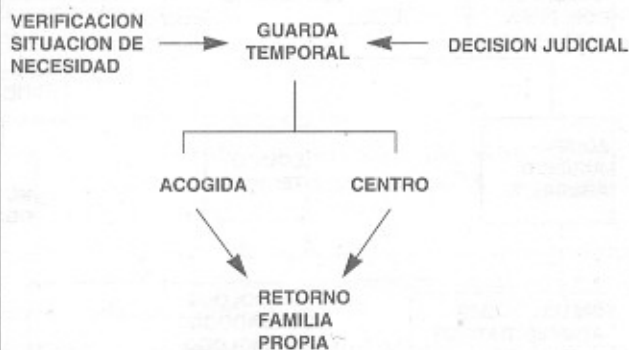 VERIFICACION
SITUACION DE
NECESIDAD
GUARDA
TEMPORAL
DECISION JUDICIAL
ACOGIDA
CENTRO
RETORNO
FAMILIA
PROPIA